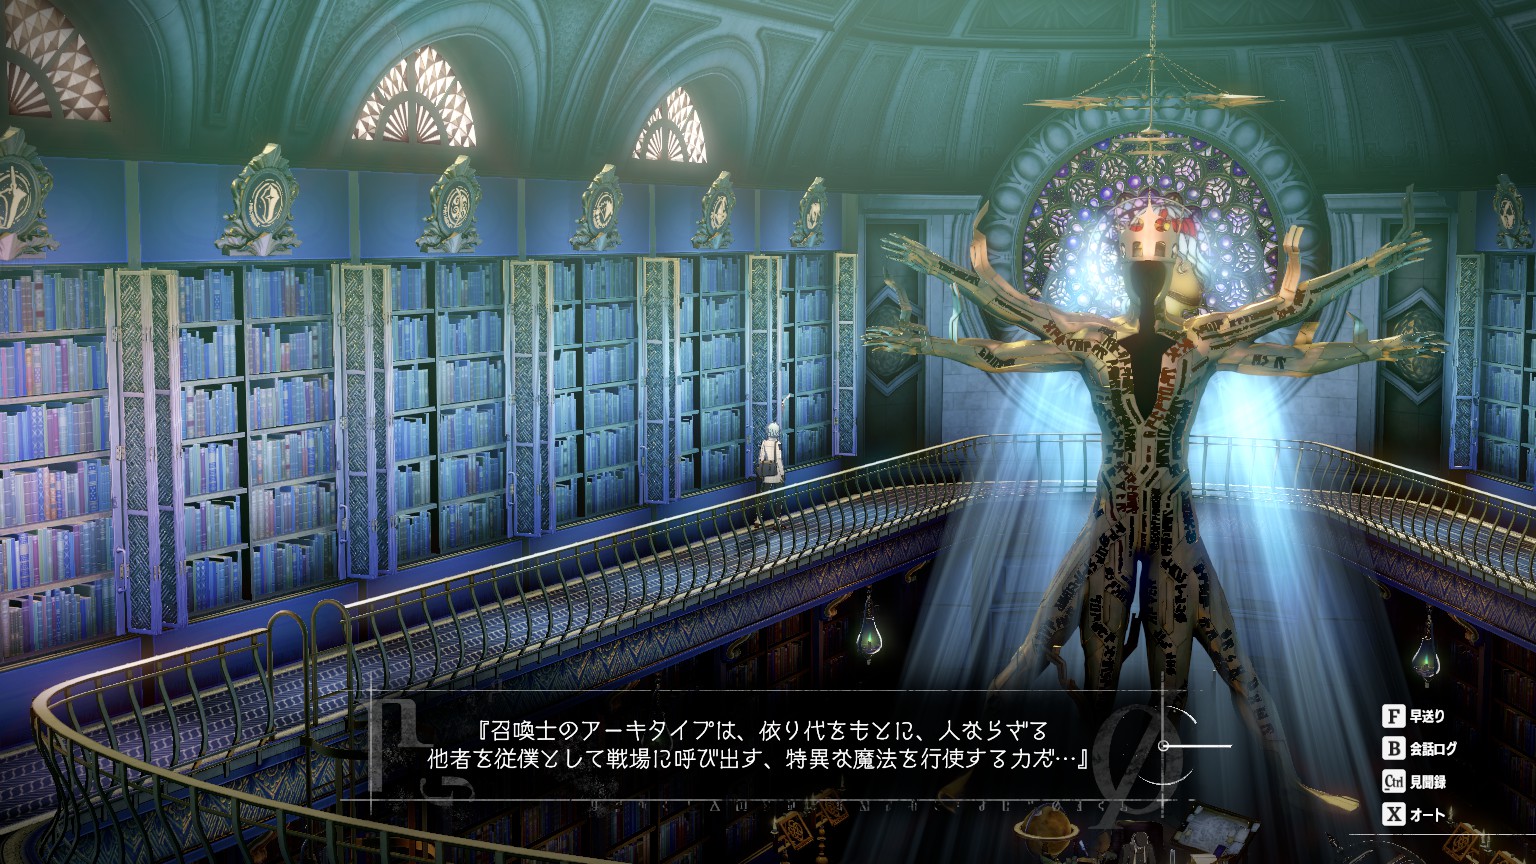 『召喚士のアーキタイプは、依り代をもとに、人ならざる
他者を従僕として戦場に呼び出す、特異な魔法を行使する力だ…』
F 早送り
B 会話ログ
Ctrl 見聞録
X オート